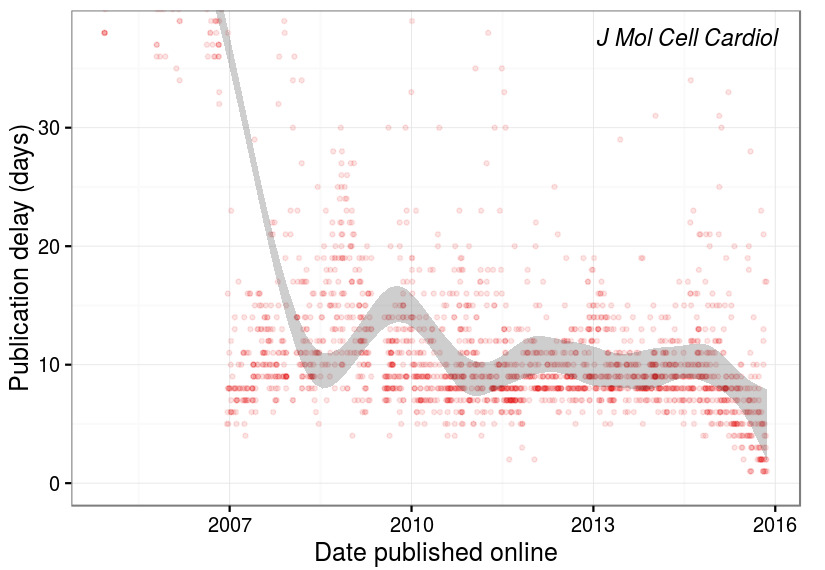 J Mol Cell Cardiol
Publication delay (days)
30
20
10
0
2007 2010 2013 2016
Date published online